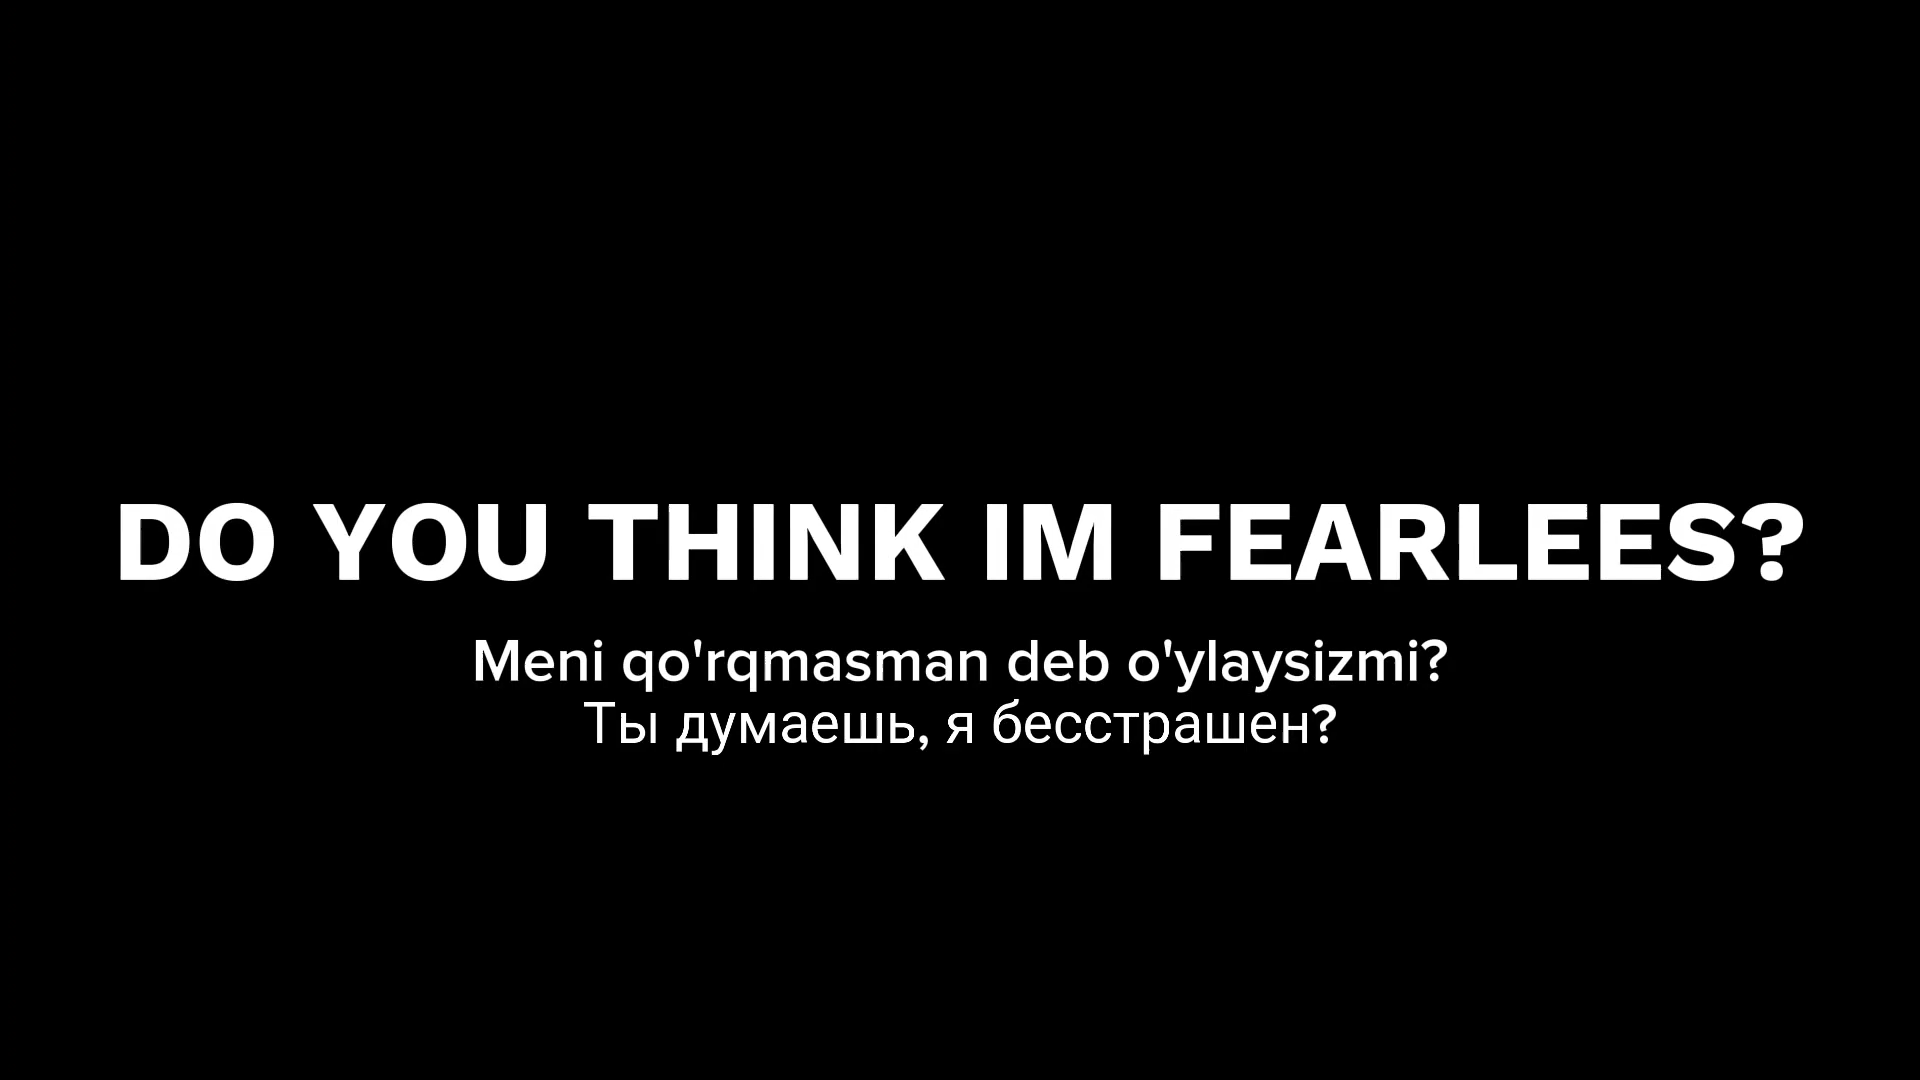 DO YOU THINK IM FEARLEES?
Meni qo'rqmasman deb o'ylaysizmi?
Ты думаешь, я бесстрашен?